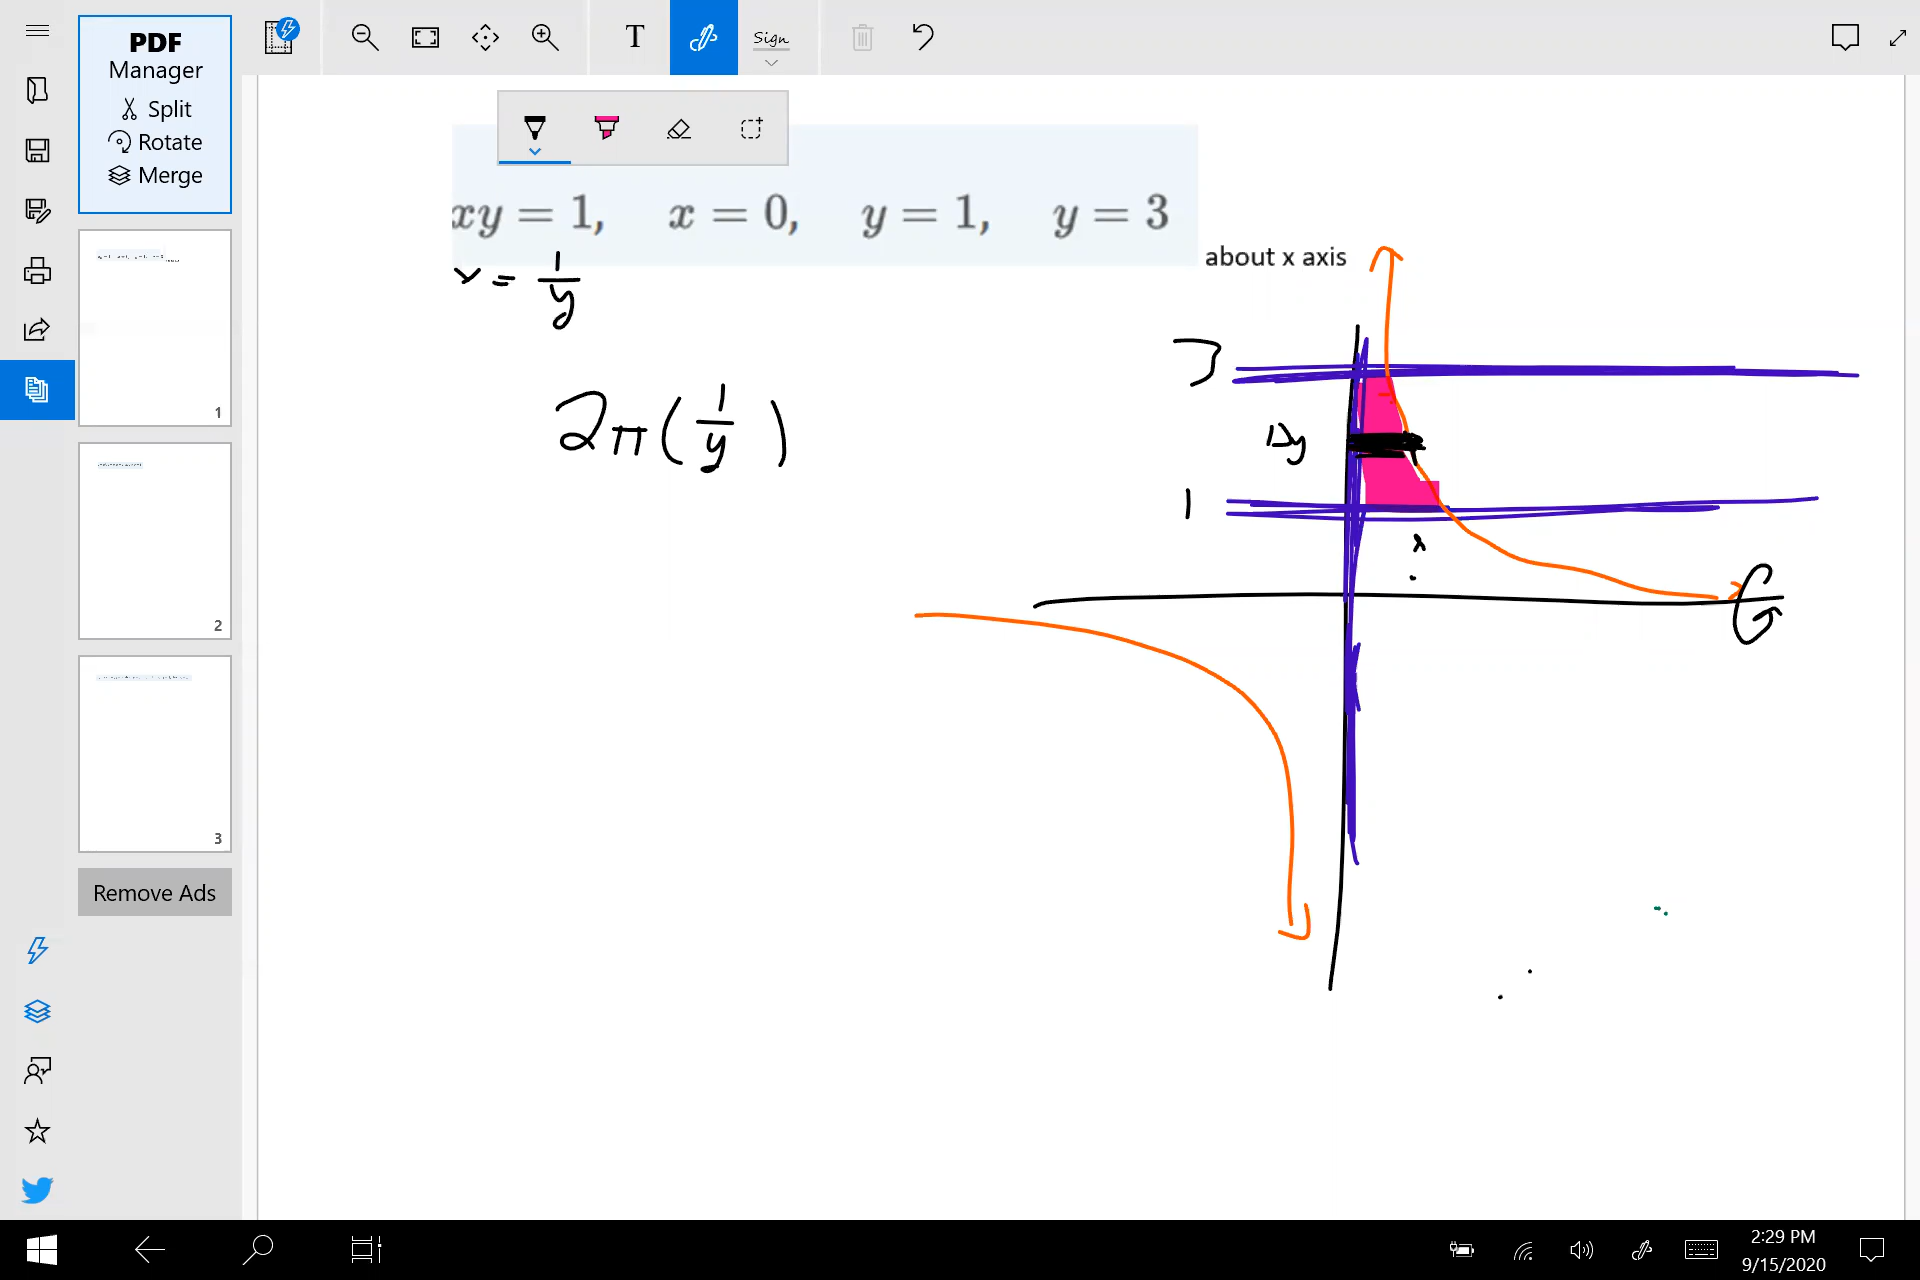 PDF
Manager
Split
Rotate
Merge
T
Sign
xy = 1, x = 0, y = 1, y = 3
about x axis
x = 1/y
2π(1/y )
3
Δy
1
x
1
2
3
Remove Ads
2:29 PM
9/15/2020